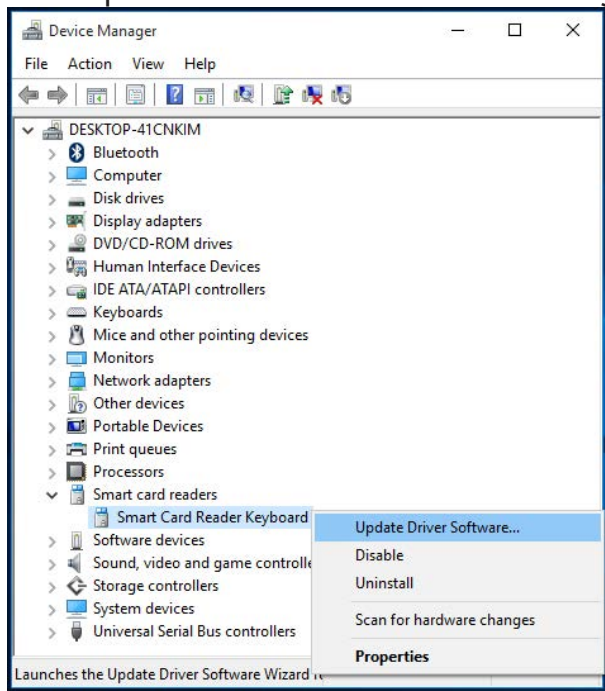 Device Manager
File Action View Help
DESKTOP-41CNKIM
Bluetooth
Computer
Disk drives
Display adapters
DVD/CD-ROM drives
Human Interface Devices
IDE ATA/ATAPI controllers
Keyboards
Mice and other pointing devices
Monitors
Network adapters
Other devices
Portable Devices
Print queues
Processors
Smart card readers
Smart Card Reader Keyboard
Software devices
Sound, video and game controlle
Storage controllers
System devices
Universal Serial Bus controllers
Update Driver Software...
Disable
Uninstall
Scan for hardware changes
Properties
Launches the Update Driver Software Wizard